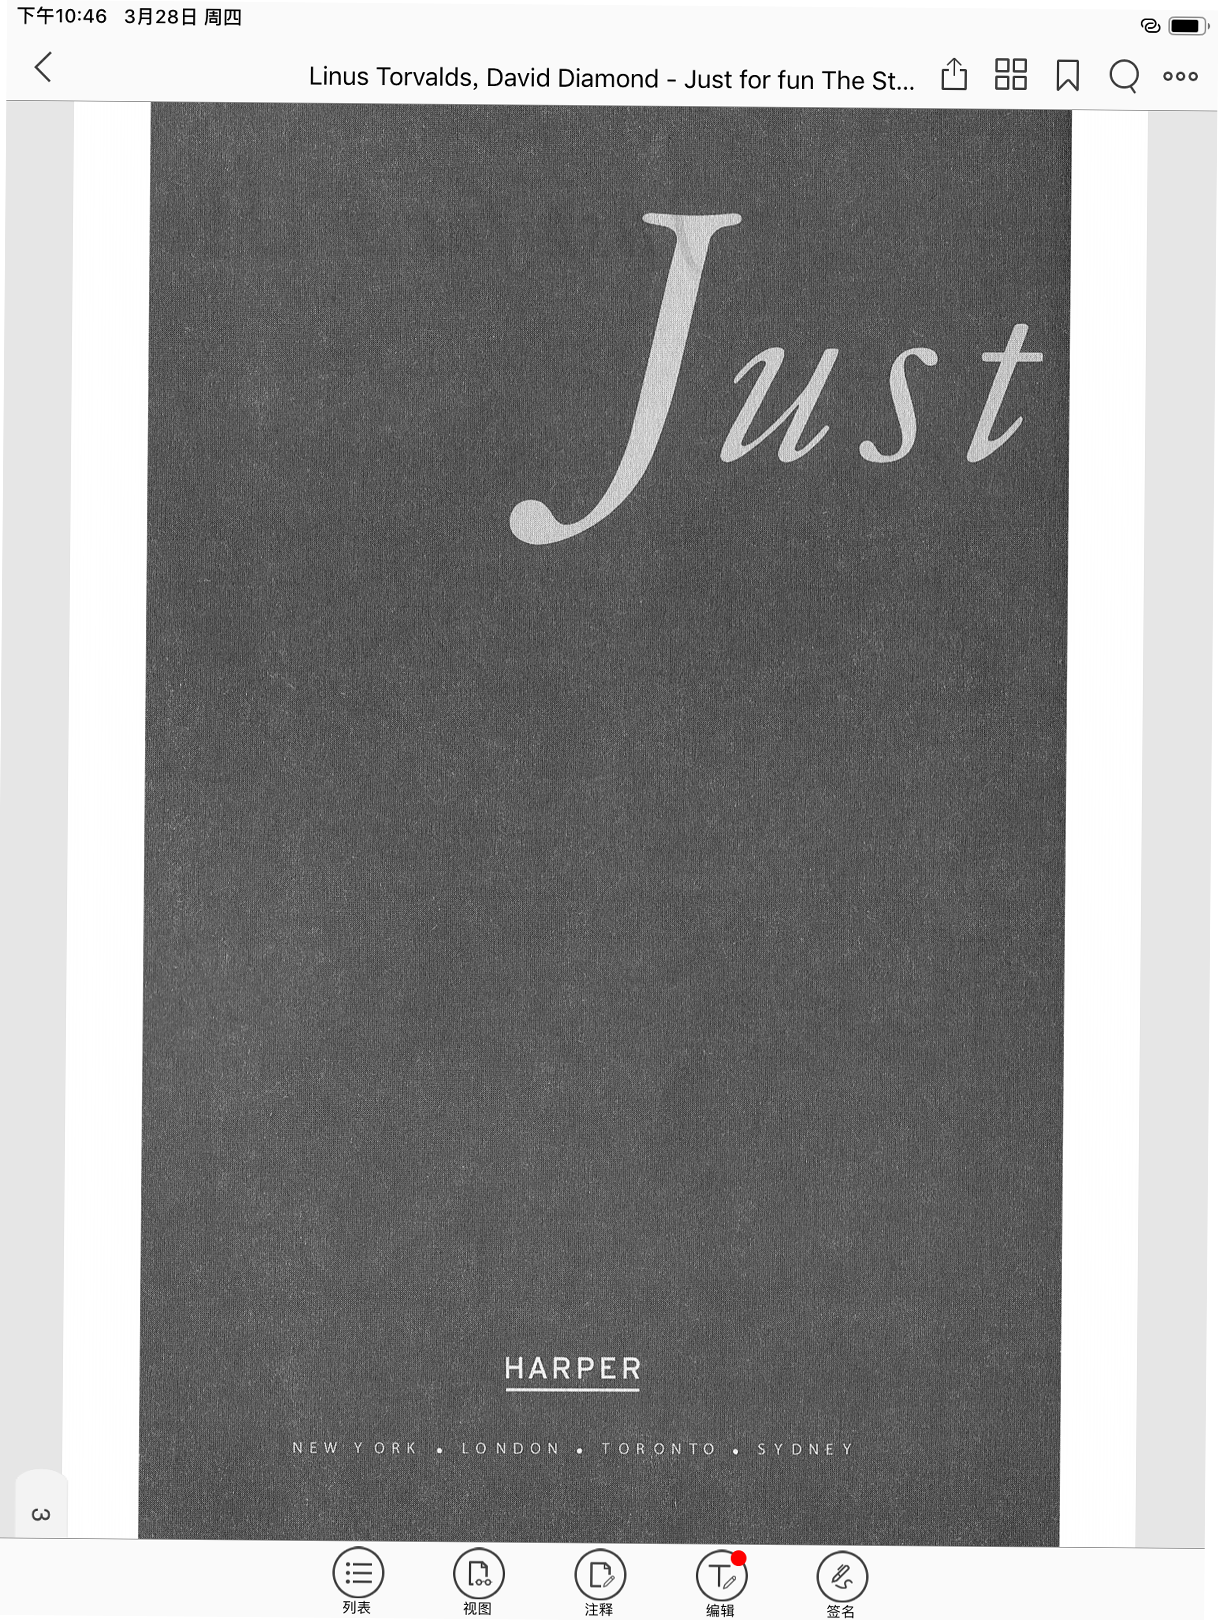 下午10:46 3月28日 周四
Linus Torvalds, David Diamond - Just for fun The St...
Just
HARPER
NEW YORK • LONDON • TORONTO • SYDNEY
3
列表 视图 注释 编辑 签名